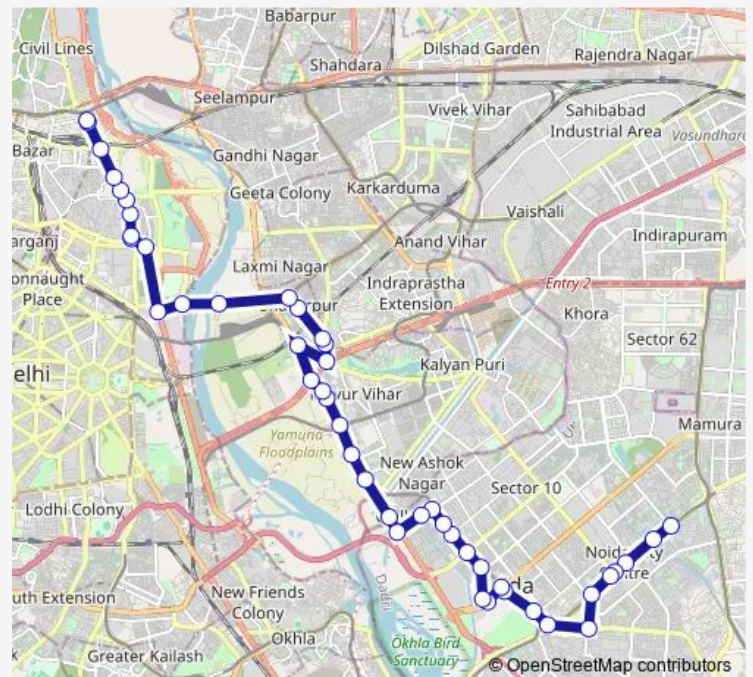 Babarpur
Civil Lines
Dilshad Garden
Rajendra Nagar
Shahdara
Seelampur
Vivek Vihar
Sahibabad
Industrial Area
Vasundhar
Bazar
Gandhi Nagar
Geeta Colony
Karkarduma
Vaishali
arganj
Anand Vihar
Indirapuram
onnaught
Place
Laxmi Nagar
Indraprastha
Extension
Entry 2
Khora
Sector 62
elhi
Kalyan Puri
yur Vihar
Mamura
Yamuna
Floodplains
New Ashok
Nagar
Sector 10
Lodhi Colony
Dadri
uth Extension
New Friends
Colony
Okhla
Okhla Bird
Sanctuary
Greater Kailash
© OpenStreetMap contributors